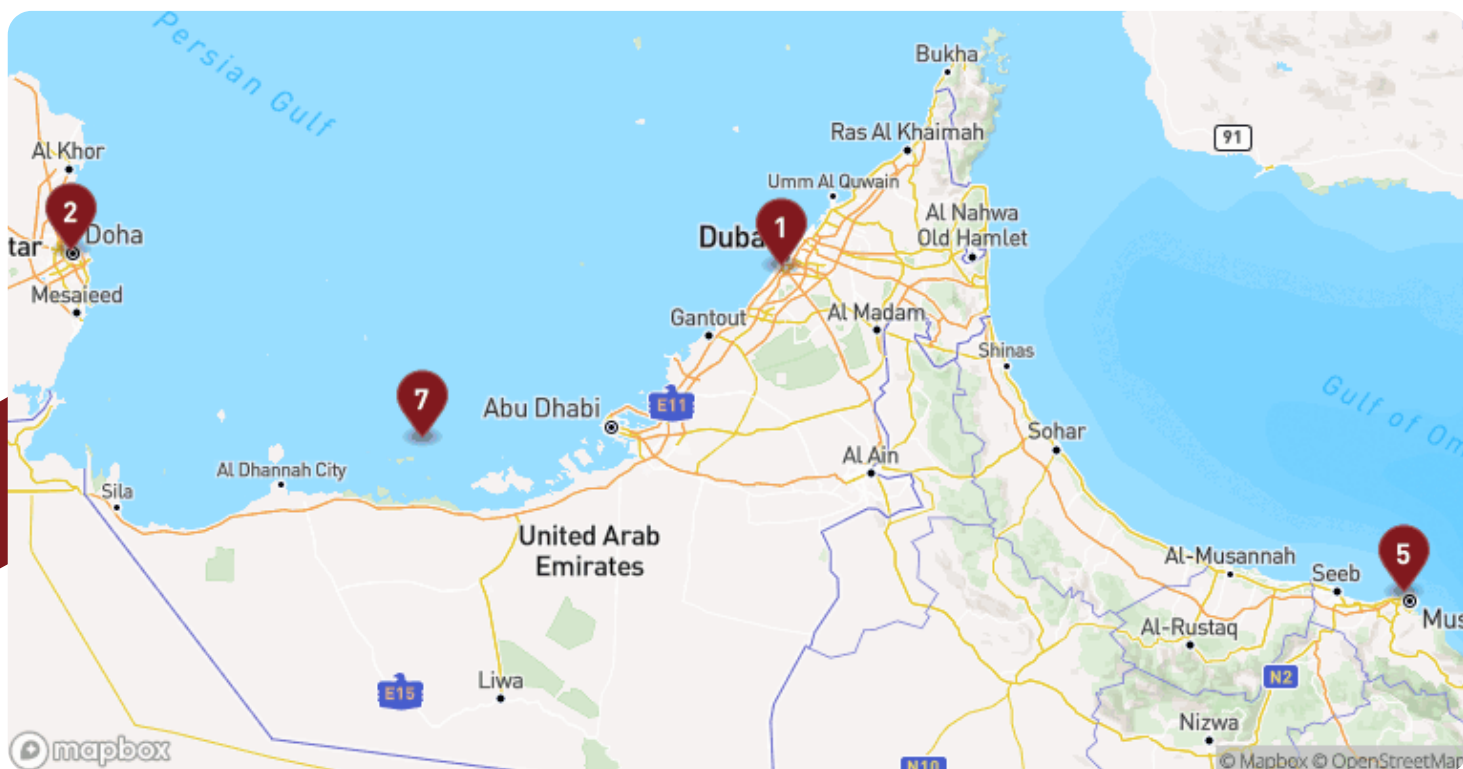 Persian Gulf
Bukha
91
Ras Al Khaimah
Al Khor
Umm Al Quwain
2
Doha
tar
1
Duba
Al Nahwa
Old Hamlet
Mesaieed
Gantout
Al Madam
Shinas
7
Abu Dhabi
E11
Gulf of Om
Sohar
Al Ain
Al Dhannah City
Sila
United Arab
Emirates
5
Al-Musannah
Seeb
Mus
Al-Rustaq
Liwa
E15
N2
Nizwa
N10
mapbox
© Mapbox © OpenStreetMap